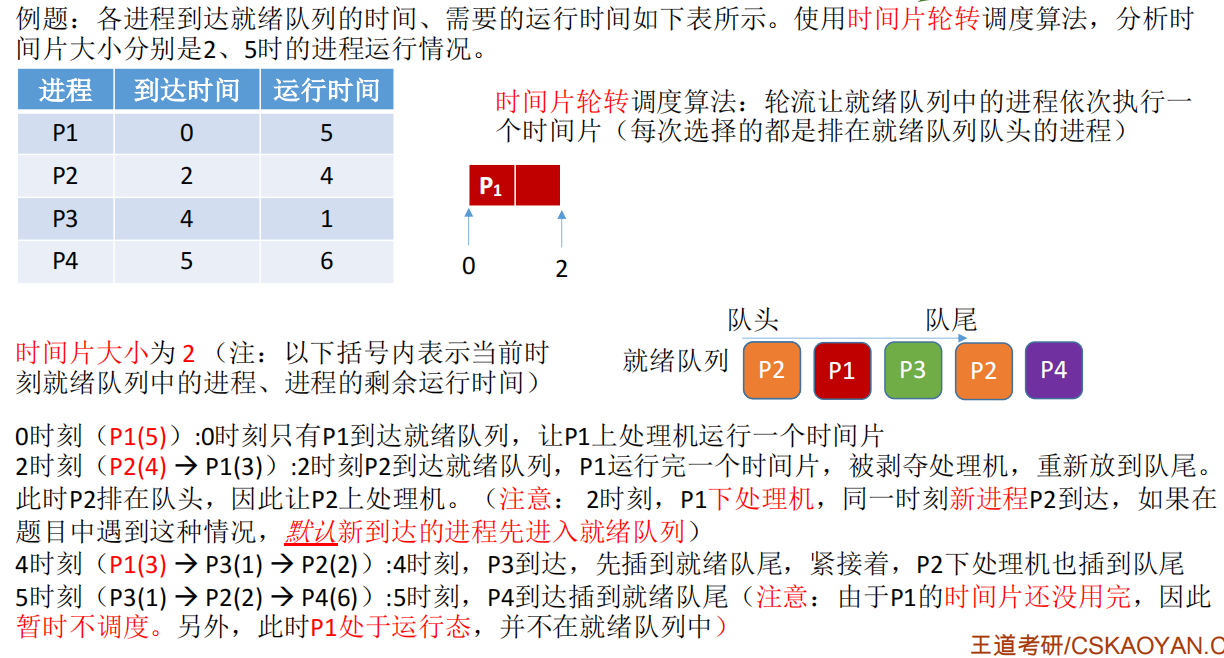 例题：各进程到达就绪队列的时间、需要的运行时间如下表所示。使用时间片轮转调度算法，分析时
间片大小分别是2、5时的进程运行情况。
进程 到达时间 运行时间
P1 0 5
P2 2 4
P3 4 1
P4 5 6
时间片轮转调度算法：轮流让就绪队列中的进程依次执行一
个时间片（每次选择的都是排在就绪队列队头的进程）
P1
0 2
队头 队尾
就绪队列 P2 P1 P3 P2 P4
时间片大小为 2 （注：以下括号内表示当前时
刻就绪队列中的进程、进程的剩余运行时间）
0时刻（P1(5)）:0时刻只有P1到达就绪队列，让P1上处理机运行一个时间片
2时刻（P2(4) → P1(3)）:2时刻P2到达就绪队列，P1运行完一个时间片，被剥夺处理机，重新放到队尾。
此时P2排在队头，因此让P2上处理机。（注意： 2时刻，P1下处理机，同一时刻新进程P2到达，如果在
题目中遇到这种情况，默认新到达的进程先进入就绪队列）
4时刻（P1(3) → P3(1) → P2(2)）:4时刻，P3到达，先插到就绪队尾，紧接着，P2下处理机也插到队尾
5时刻（P3(1) → P2(2) → P4(6)）:5时刻，P4到达插到就绪队尾（注意：由于P1的时间片还没用完，因此
暂时不调度。另外，此时P1处于运行态，并不在就绪队列中）
王道考研/CSKAOYAN.C